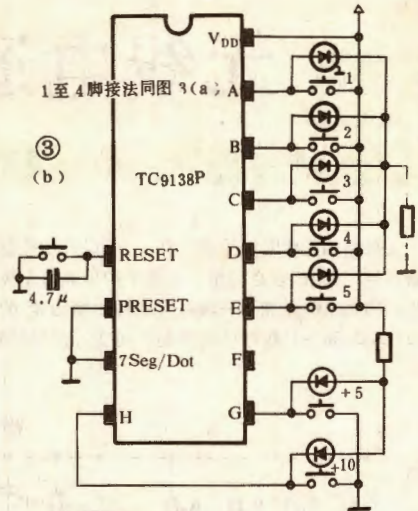 V_DD
1至4脚接法同图3(a)
A
1
③
(b)
B
2
TC9138P
C
3
D
4
RESET
4.7μ
PRESET
E
5
7Seg/Dot
F
H
G
+5
+10